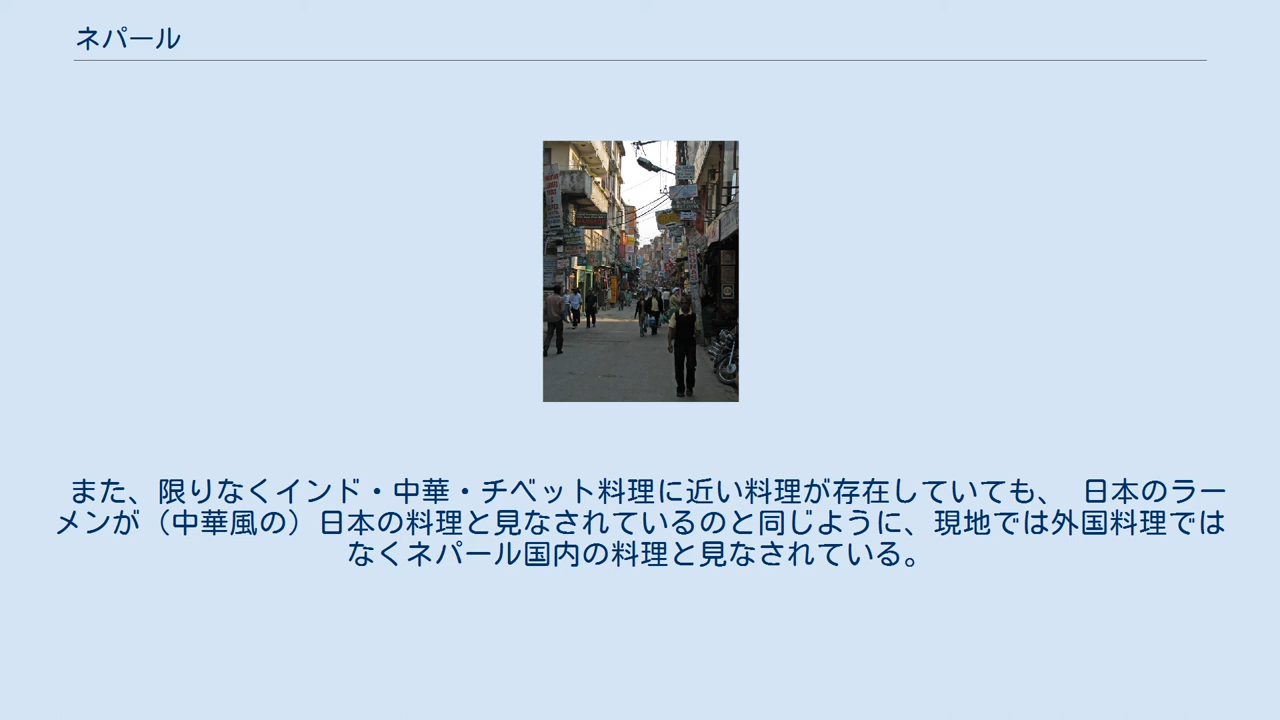 ネパール
また、限りなくインド・中華・チベット料理に近い料理が存在していても、 日本のラー
メンが（中華風の）日本の料理と見なされているのと同じように、現地では外国料理では
なくネパール国内の料理と見なされている。